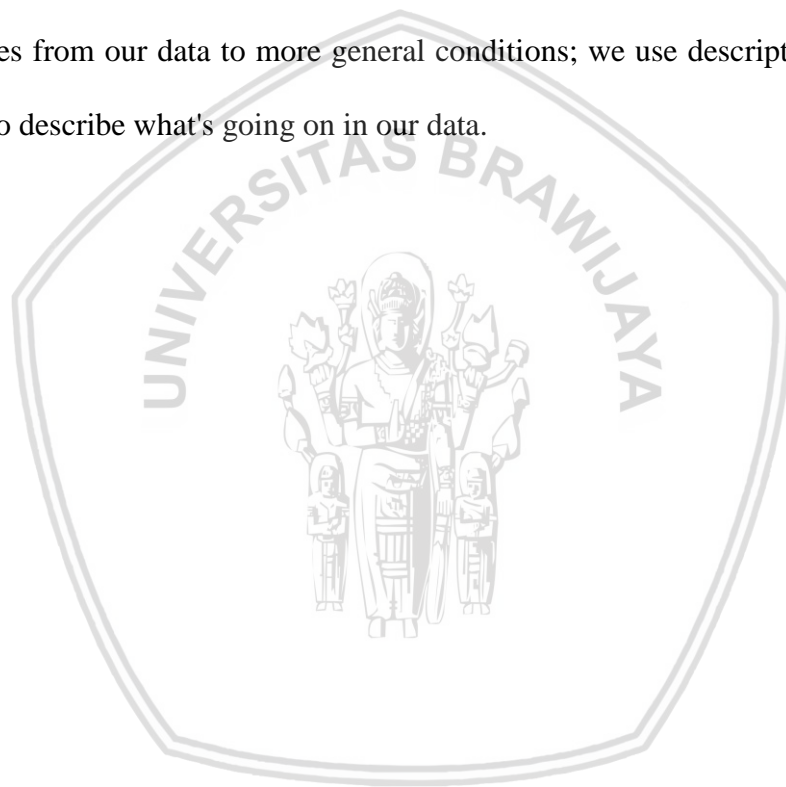 es from our data to more general conditions; we use descript
o describe what's going on in our data.
UNIVERSITAS BRAWIJAYA